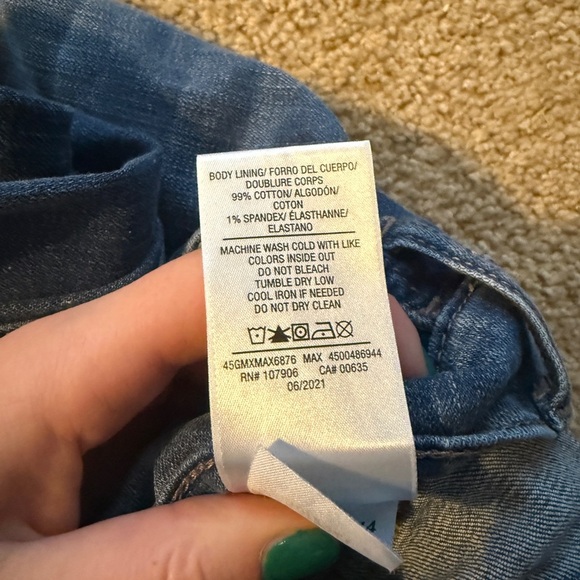 BODY LINING/ FORRO DEL CUERPO/
DOUBLURE CORPS
99% COTTON/ ALGODÓN/
COTON
1% SPANDEX/ ÉLASTHANNE/
ELASTANO
MACHINE WASH COLD WITH LIKE
COLORS INSIDE OUT
DO NOT BLEACH
TUMBLE DRY LOW
COOL IRON IF NEEDED
DO NOT DRY CLEAN
45GMXMAX6876 MAX 4500486944
RN# 107906 CA# 00635
06/2021